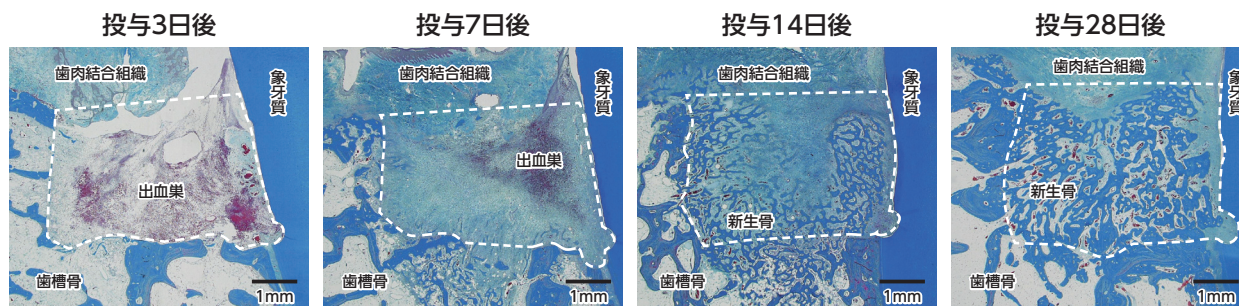 投与3日後
歯肉結合組織
象牙質
出血巣
歯槽骨
1mm
投与7日後
歯肉結合組織
象牙質
出血巣
歯槽骨
1mm
投与14日後
歯肉結合組織
象牙質
新生骨
歯槽骨
1mm
投与28日後
歯肉結合組織
象牙質
新生骨
歯槽骨
1mm